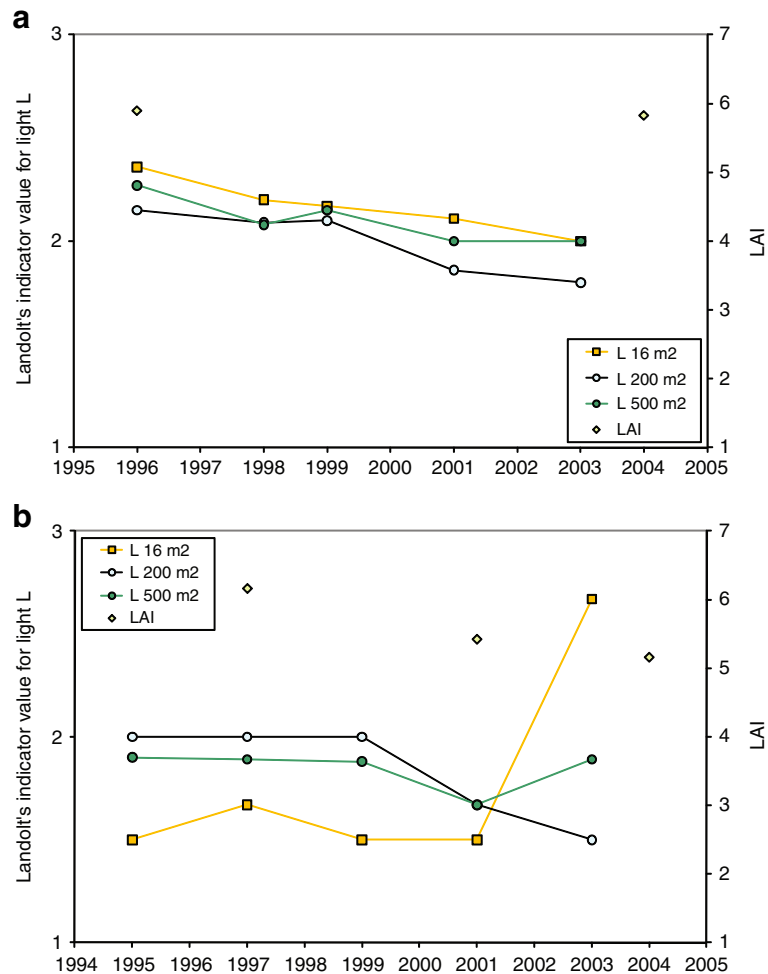 a
3
7
6
5
2
4
3
2
1
1
Landolt's indicator value for light L
LAI
L 16 m2
L 200 m2
L 500 m2
LAI
1995 1996 1997 1998 1999 2000 2001 2002 2003 2004 2005
b
3
7
6
5
2
4
3
2
1
1
Landolt's indicator value for light L
LAI
L 16 m2
L 200 m2
L 500 m2
LAI
1994 1995 1996 1997 1998 1999 2000 2001 2002 2003 2004 2005